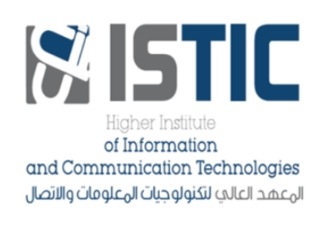 ISTIC
Higher Institute
of Information
and Communication Technologies
المعهد العالي لتكنولوجيات المعلومات والاتصال